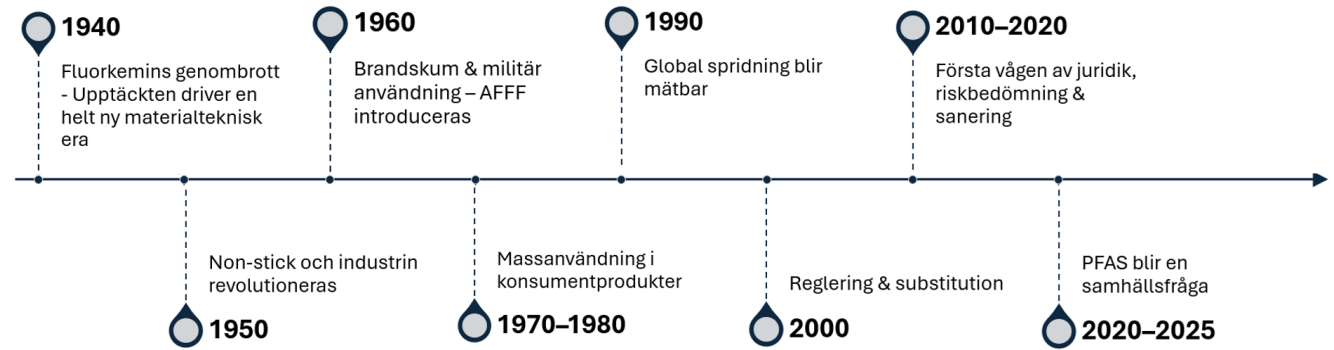 1940
Fluorkemins genombrott
- Upptäckten driver en
helt ny materialteknisk
era
1960
Brandskum & militär
användning – AFFF
introduceras
1990
Global spridning blir
mätbar
2010–2020
Första vågen av juridik,
riskbedömning &
sanering
Non-stick och industrin
revolutioneras
1950
Massanvändning i
konsumentprodukter
1970–1980
Reglering & substitution
2000
PFAS blir en
samhällsfråga
2020–2025